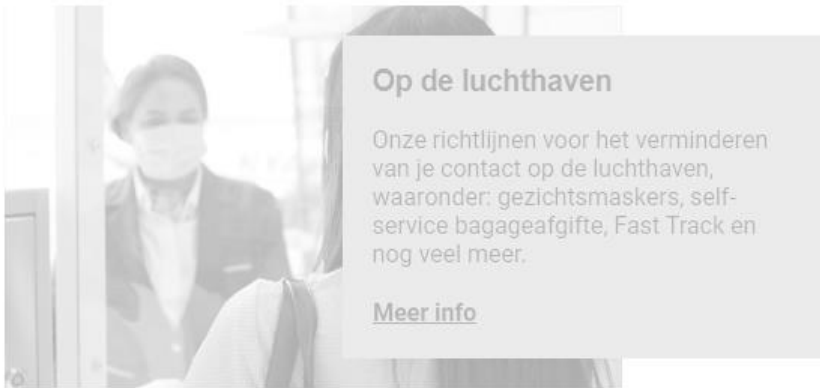 Op de luchthaven
Onze richtlijnen voor het verminderen
van je contact op de luchthaven,
waaronder: gezichtsmaskers, self-
service bagageafgifte, Fast Track en
nog veel meer.
Meer info